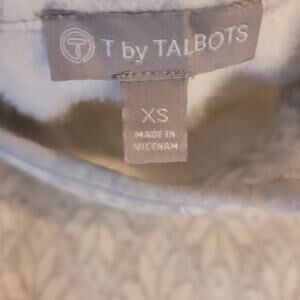 T by TALBOTS
XS
MADE IN
VIETNAM